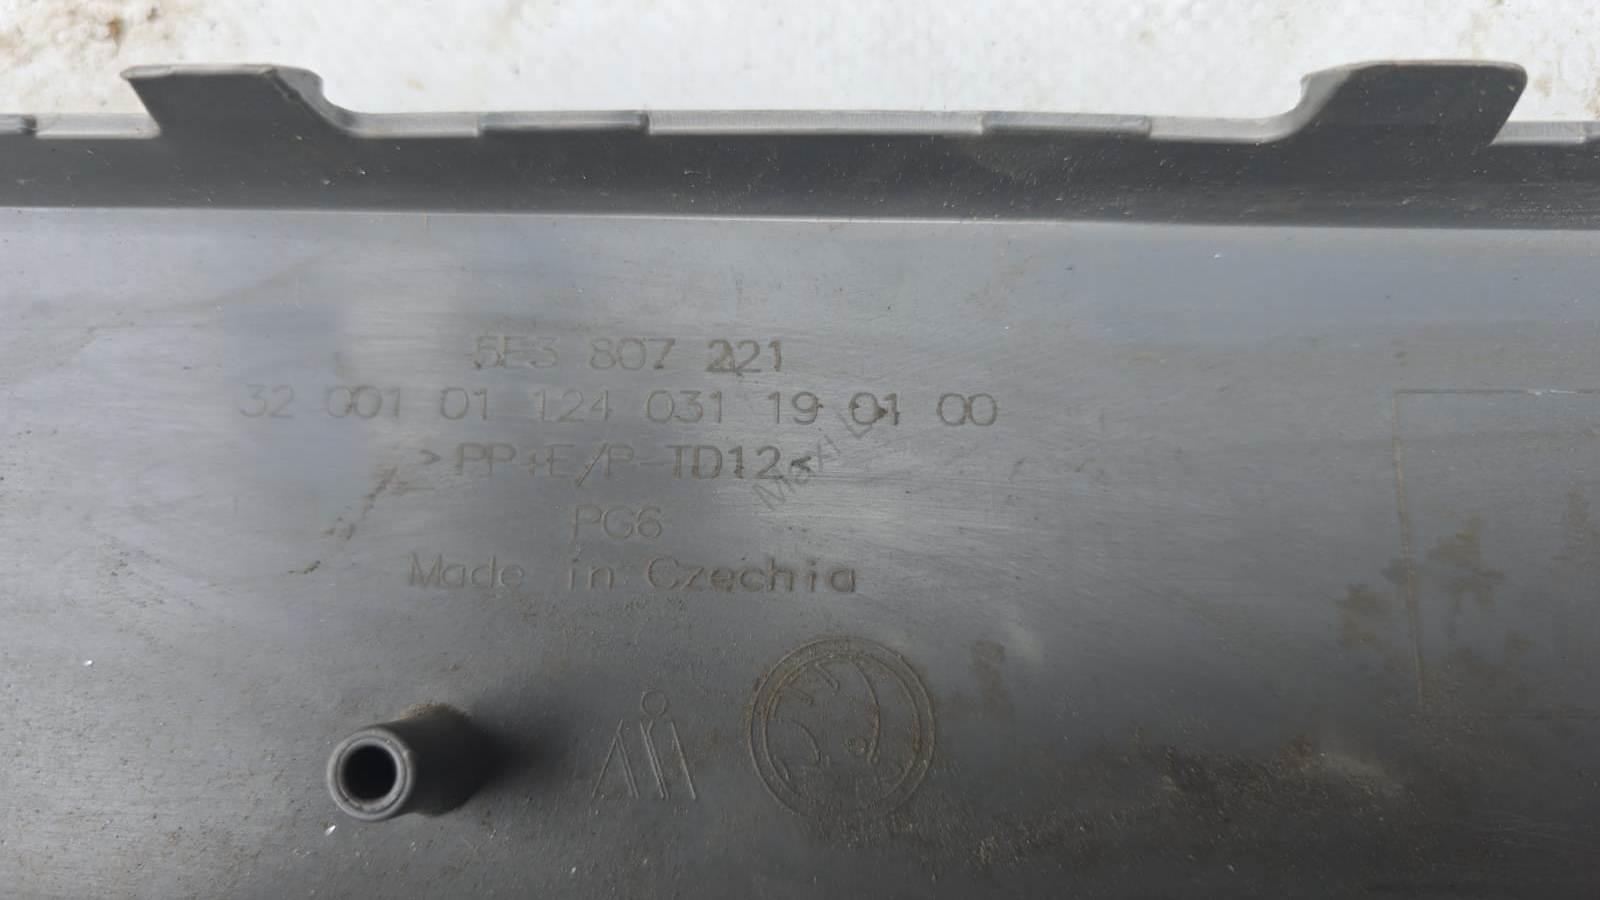 5E3 807 221
32 001 01 124 031 19 01 00
>PP+E/P-TD12<
PG6
Made in Czechia